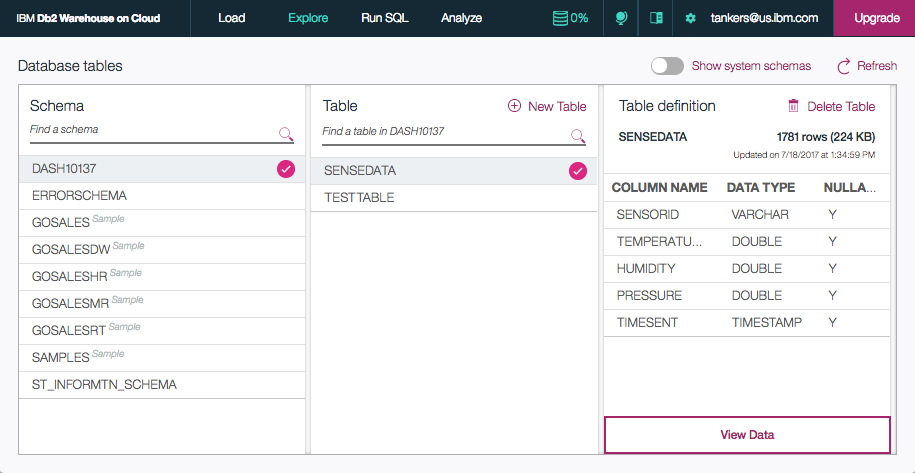 IBM Db2 Warehouse on Cloud Load Explore Run SQL Analyze 0% tankers@us.ibm.com Upgrade
Database tables Show system schemas Refresh
Schema
Find a schema
DASH10137
ERRORSCHEMA
GOSALES Sample
GOSALESDW Sample
GOSALESHR Sample
GOSALESMR Sample
GOSALESRT Sample
SAMPLES Sample
ST_INFORMTN_SCHEMA
Table New Table
Find a table in DASH10137
SENSEDATA
TESTTABLE
Table definition Delete Table
SENSEDATA 1781 rows (224 KB)
Updated on 7/18/2017 at 1:34:59 PM
COLUMN NAME DATA TYPE NULLA...
SENSORID VARCHAR Y
TEMPERATU... DOUBLE Y
HUMIDITY DOUBLE Y
PRESSURE DOUBLE Y
TIMESENT TIMESTAMP Y
View Data